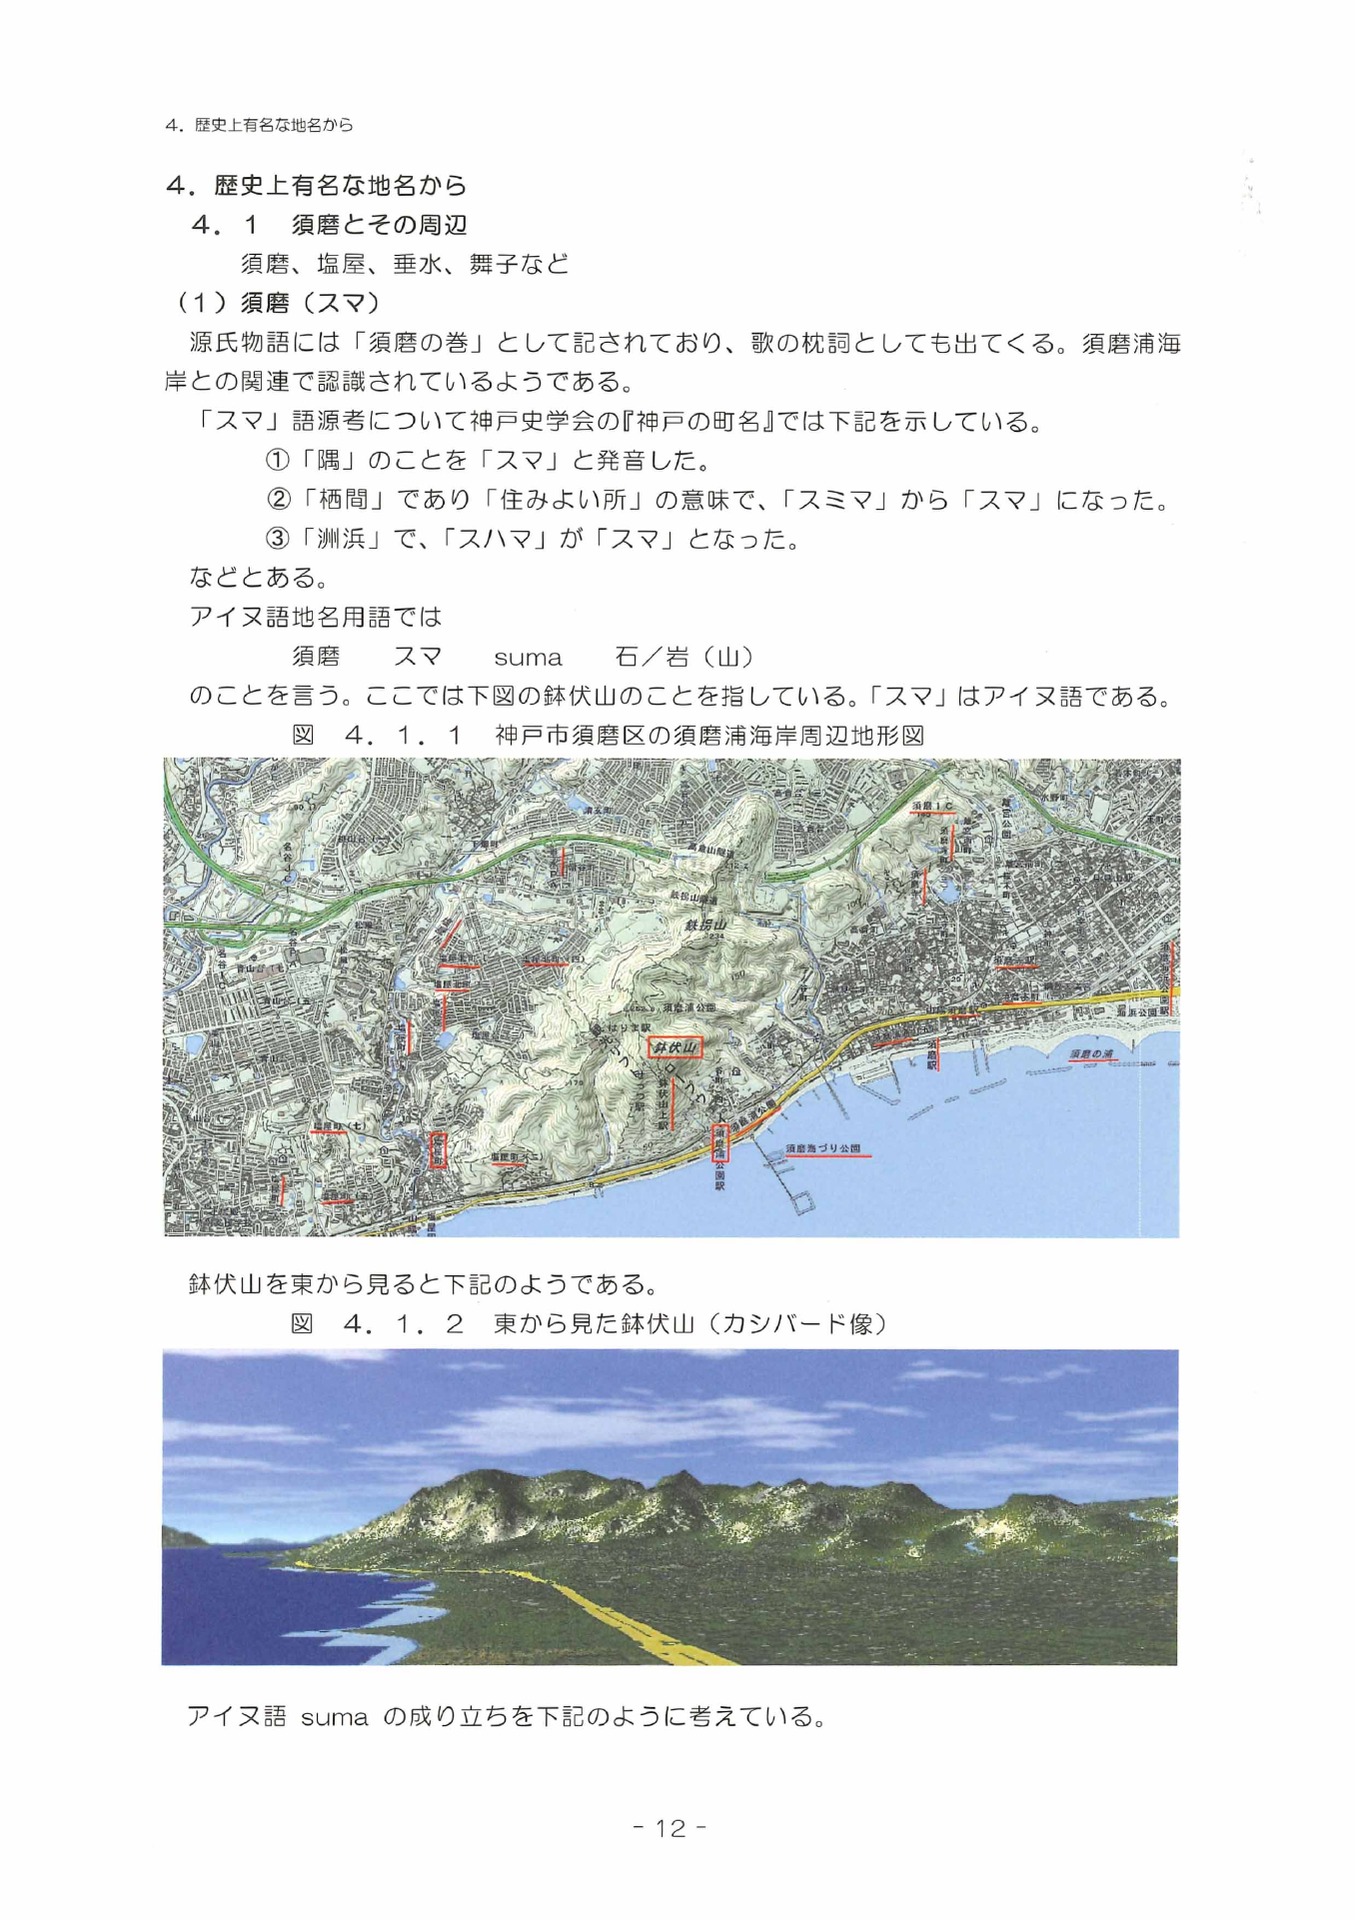 4．歴史上有名な地名から
4．歴史上有名な地名から
4．1　須磨とその周辺
須磨、塩屋、垂水、舞子など
（1）須磨（スマ）
源氏物語には「須磨の巻」として記されており、歌の枕詞としても出てくる。須磨浦海
岸との関連で認識されているようである。
「スマ」語源考について神戸史学会の『神戸の町名』では下記を示している。
①「隅」のことを「スマ」と発音した。
②「栖間」であり「住みよい所」の意味で、「スミマ」から「スマ」になった。
③「洲浜」で、「スハマ」が「スマ」となった。
などとある。
アイヌ語地名用語では
須磨　スマ　suma　石／岩（山）
のことを言う。ここでは下図の鉢伏山のことを指している。「スマ」はアイヌ語である。
図　4．1．1　神戸市須磨区の須磨浦海岸周辺地形図
須磨IC
高倉山隧道
鉄拐山隧道
鉄拐山
234
須磨浦公園
鉢伏山
須磨の浦
須磨海づり公園
須磨浦公園駅
須磨駅
鉢伏山を東から見ると下記のようである。
図　4．1．2　東から見た鉢伏山（カシバード像）
アイヌ語 suma の成り立ちを下記のように考えている。
- 12 -